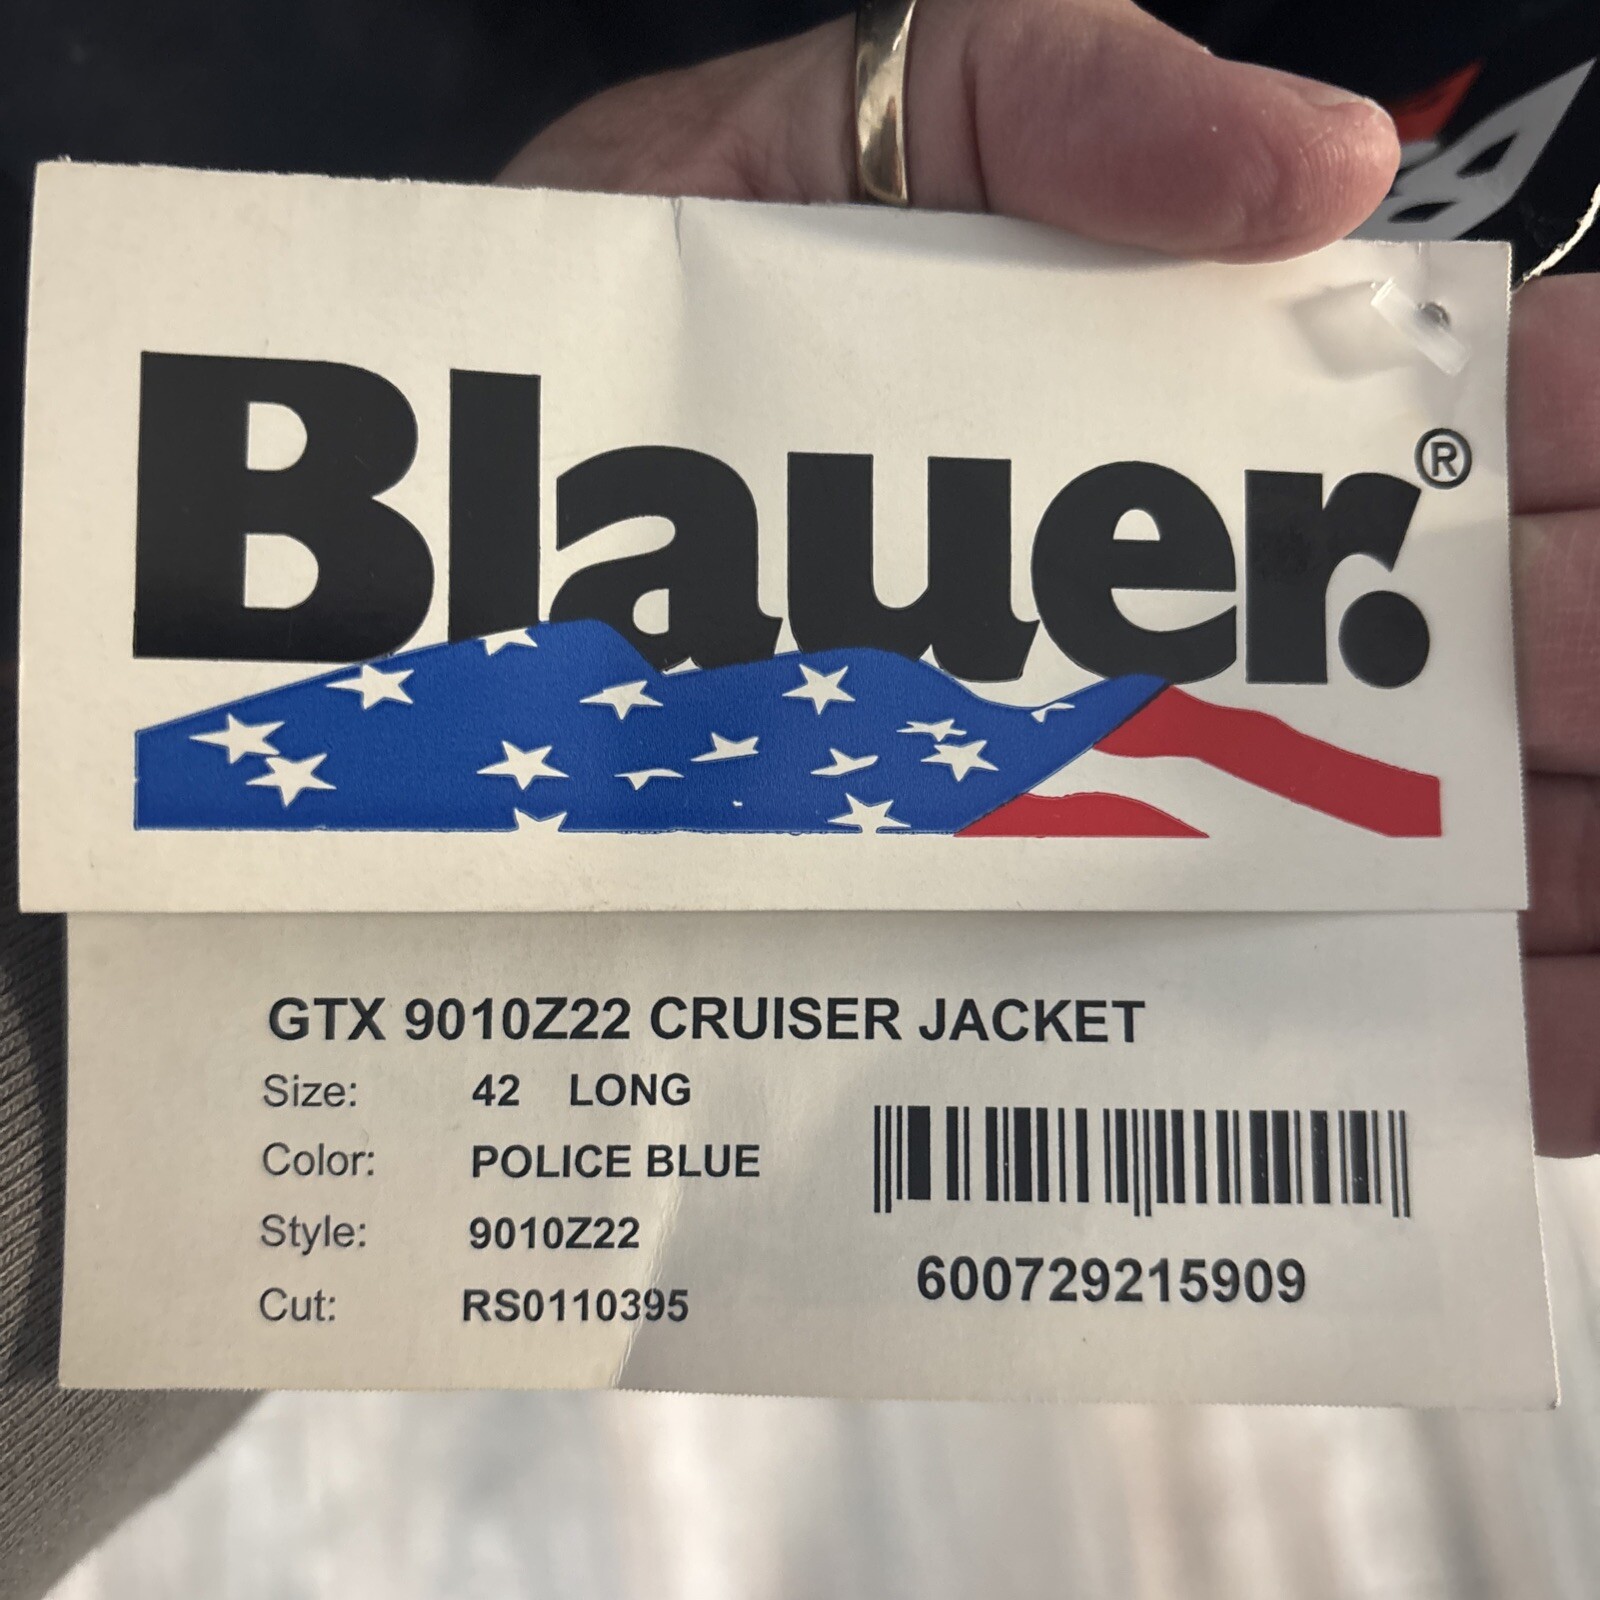 Blauer.®
GTX 9010Z22 CRUISER JACKET
Size: 42 LONG
Color: POLICE BLUE
Style: 9010Z22
Cut: RS0110395
600729215909